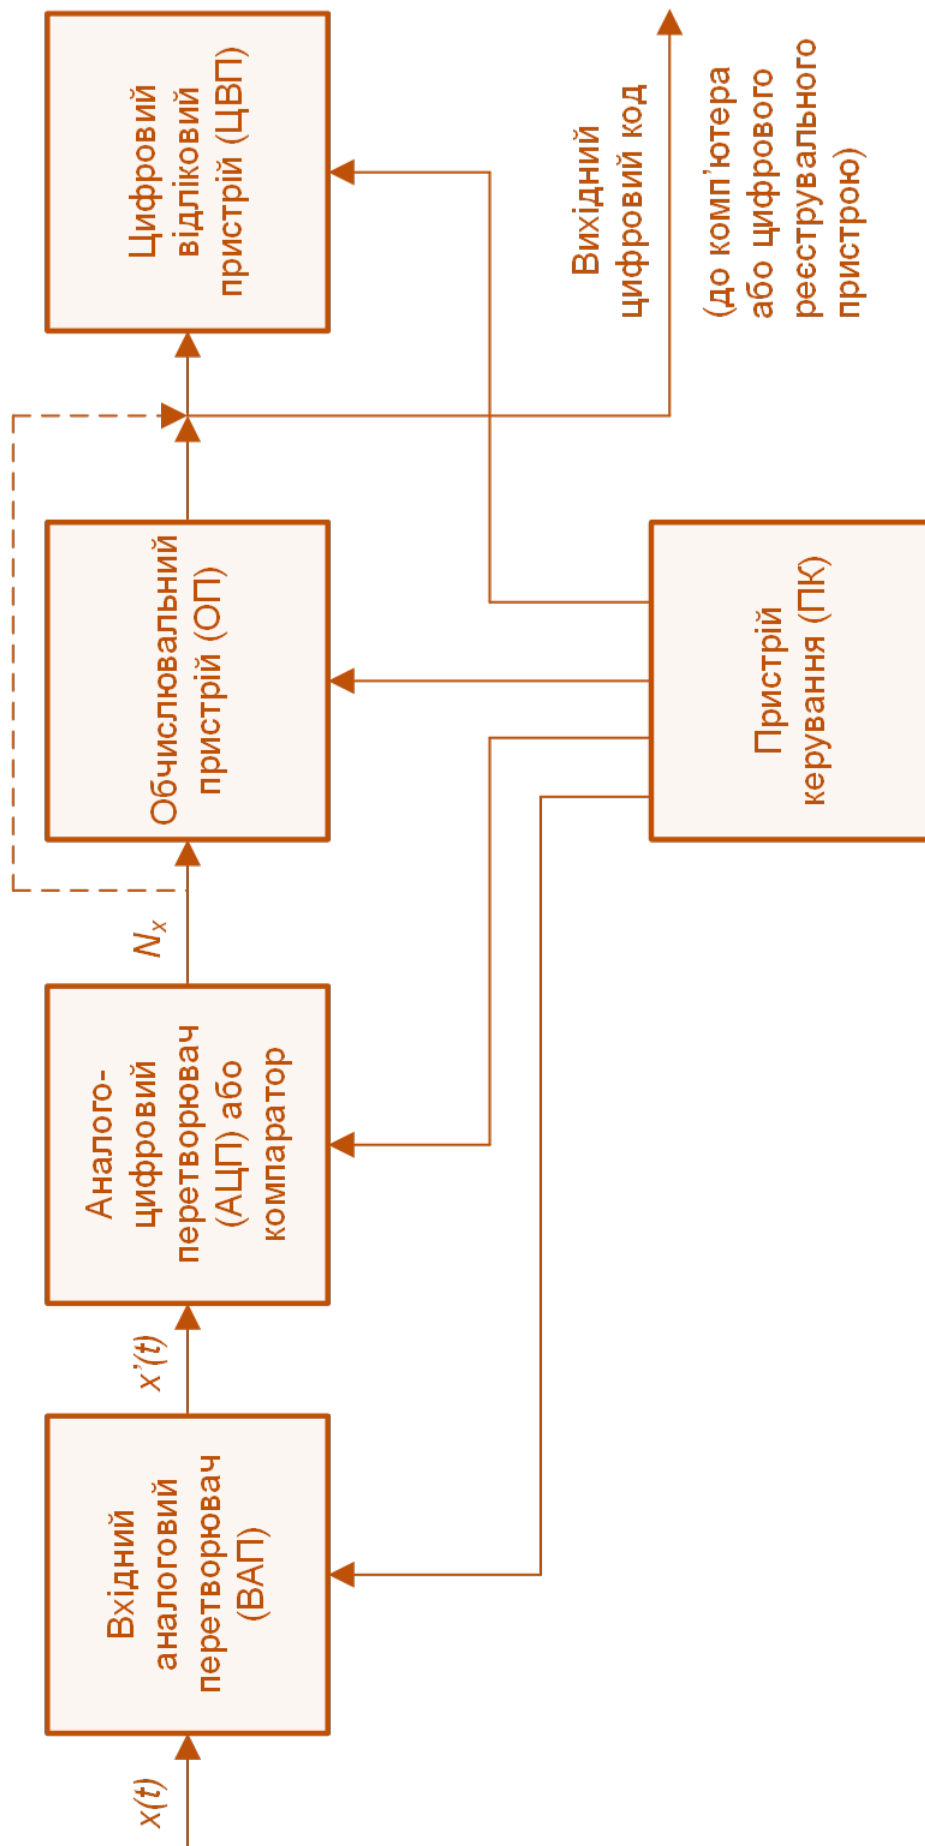 x(t)
Вхідний
аналоговий
перетворювач
(ВАП)
x’(t)
Аналого-
цифровий
перетворювач
(АЦП) або
компаратор
Nx
Обчислювальний
пристрій (ОП)
Цифровий
відліковий
пристрій (ЦВП)
Вихідний
цифровий код
(до комп’ютера
або цифрового
реєструвального
пристрою)
Пристрій
керування (ПК)